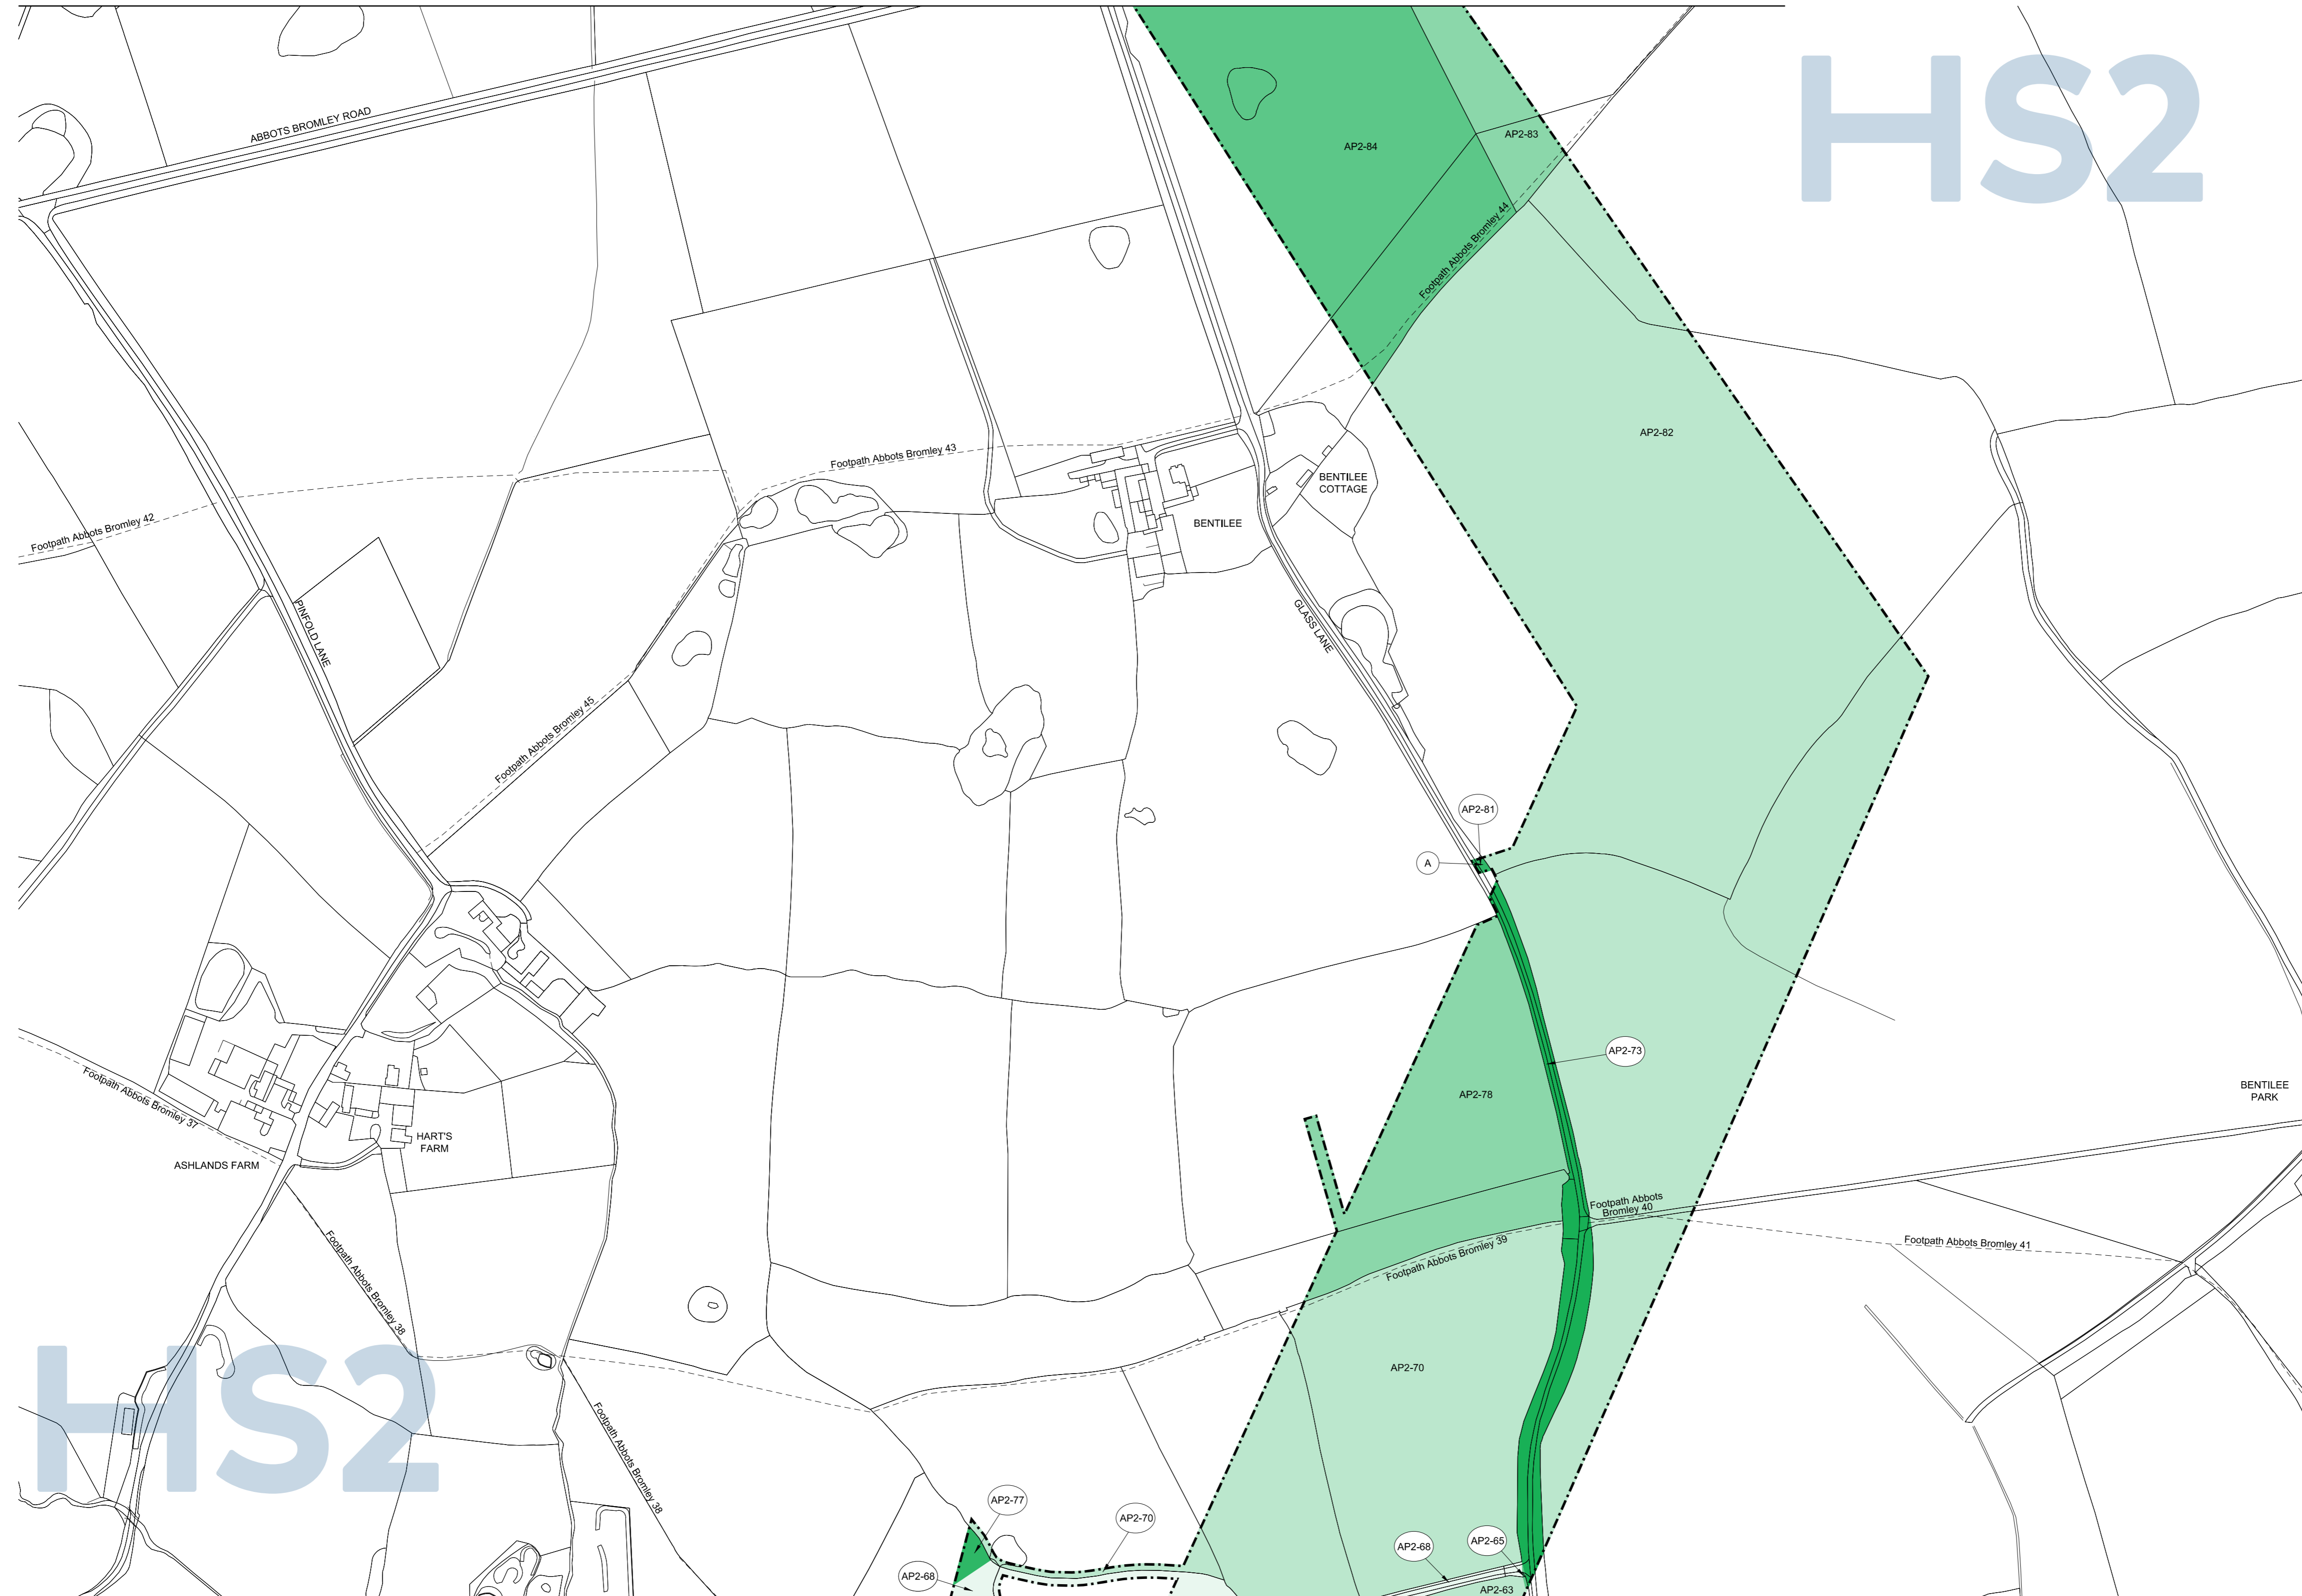 HS2
ABBOTS BROMLEY ROAD
AP2-83
AP2-84
Footpath Abbots Bromley 44
AP2-82
Footpath Abbots Bromley 43
BENTILEE
COTTAGE
BENTILEE
Footpath Abbots Bromley 42
PINFOLD LANE
GLASS LANE
Footpath Abbots Bromley 45
AP2-81
A
AP2-73
AP2-78
BENTILEE
PARK
Footpath Abbots Bromley 37
HART'S
FARM
ASHLANDS FARM
Footpath Abbots
Bromley 40
Footpath Abbots Bromley 39
Footpath Abbots Bromley 41
Footpath Abbots Bromley 38
AP2-70
HS2
Footpath Abbots Bromley 38
AP2-77
AP2-70
AP2-68
AP2-65
AP2-68
AP2-63